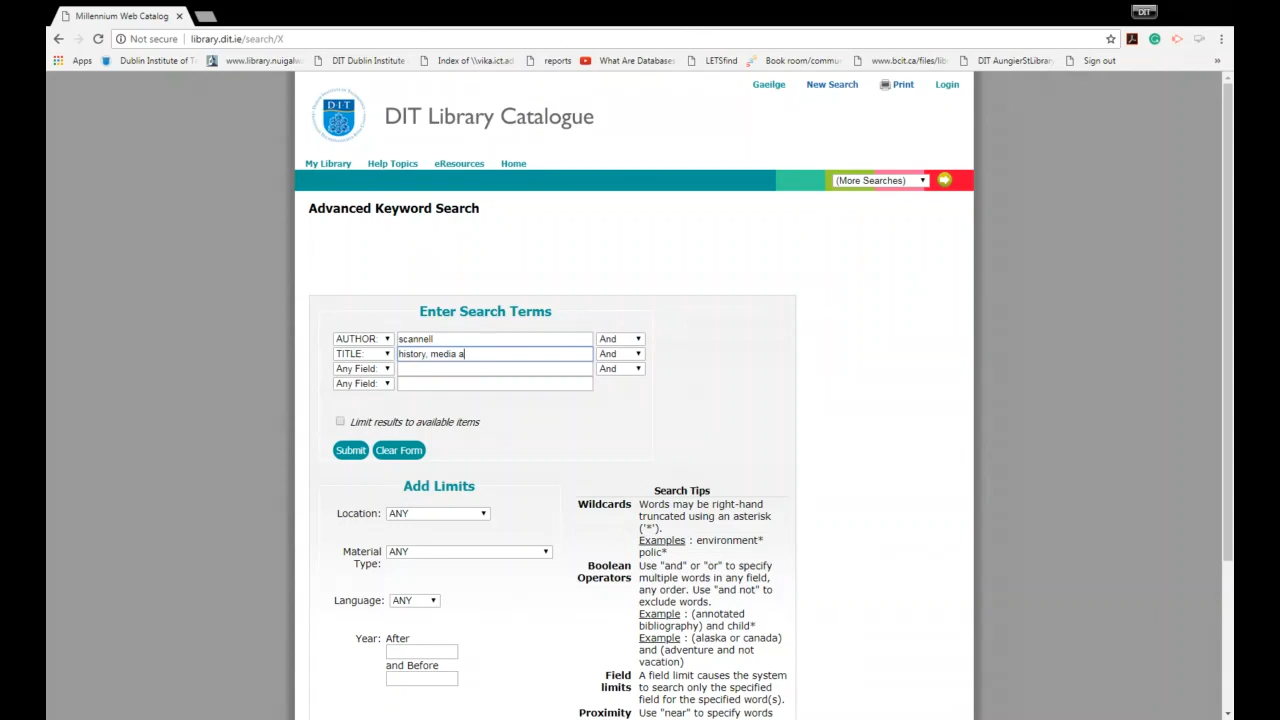 Millennium Web Catalog
DIT
Not secure library.dit.ie/search/X
Apps Dublin Institute of T www.library.nuigalw DIT Dublin Institute Index of \\vika.ict.ad reports What Are Databases LETSfind Book room/commu www.bcit.ca/files/lib DIT AungierStLibrary Sign out »
Gaeilge New Search Print Login
DIT
DIT Library Catalogue
My Library Help Topics eResources Home
(More Searches)
Advanced Keyword Search
Enter Search Terms
AUTHOR: scannell And
TITLE: history, media a And
Any Field: And
Any Field:
Limit results to available items
Submit Clear Form
Add Limits
Location: ANY
Material Type: ANY
Language: ANY
Year: After
and Before
Search Tips
Wildcards Words may be right-hand
truncated using an asterisk
('*').
Examples : environment*
polic*
Boolean Operators Use "and" or "or" to specify
multiple words in any field,
any order. Use "and not" to
exclude words.
Example : (annotated
bibliography) and child*
Example : (alaska or canada)
and (adventure and not
vacation)
Field limits A field limit causes the system
to search only the specified
field for the specified word(s).
Proximity Use "near" to specify words